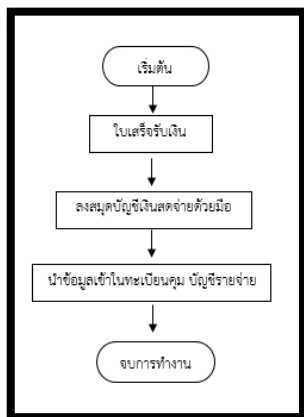 เริ่มต้น
ใบเสร็จรับเงิน
ลงสมุดบัญชีเงินสดจ่ายด้วยมือ
นำข้อมูลเข้าในทะเบียนคุม บัญชีรายจ่าย
จบการทำงาน